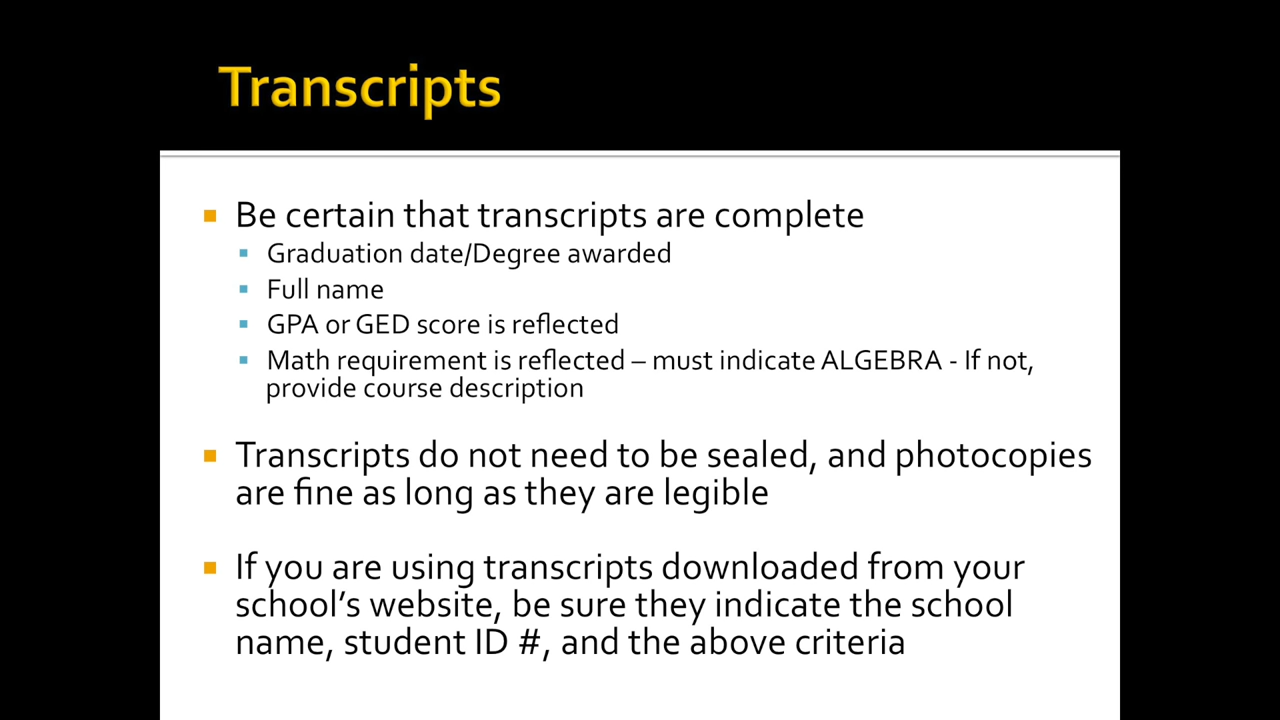 Transcripts
Be certain that transcripts are complete
Graduation date/Degree awarded
Full name
GPA or GED score is reflected
Math requirement is reflected – must indicate ALGEBRA - If not,
provide course description
Transcripts do not need to be sealed, and photocopies
are fine as long as they are legible
If you are using transcripts downloaded from your
school’s website, be sure they indicate the school
name, student ID #, and the above criteria